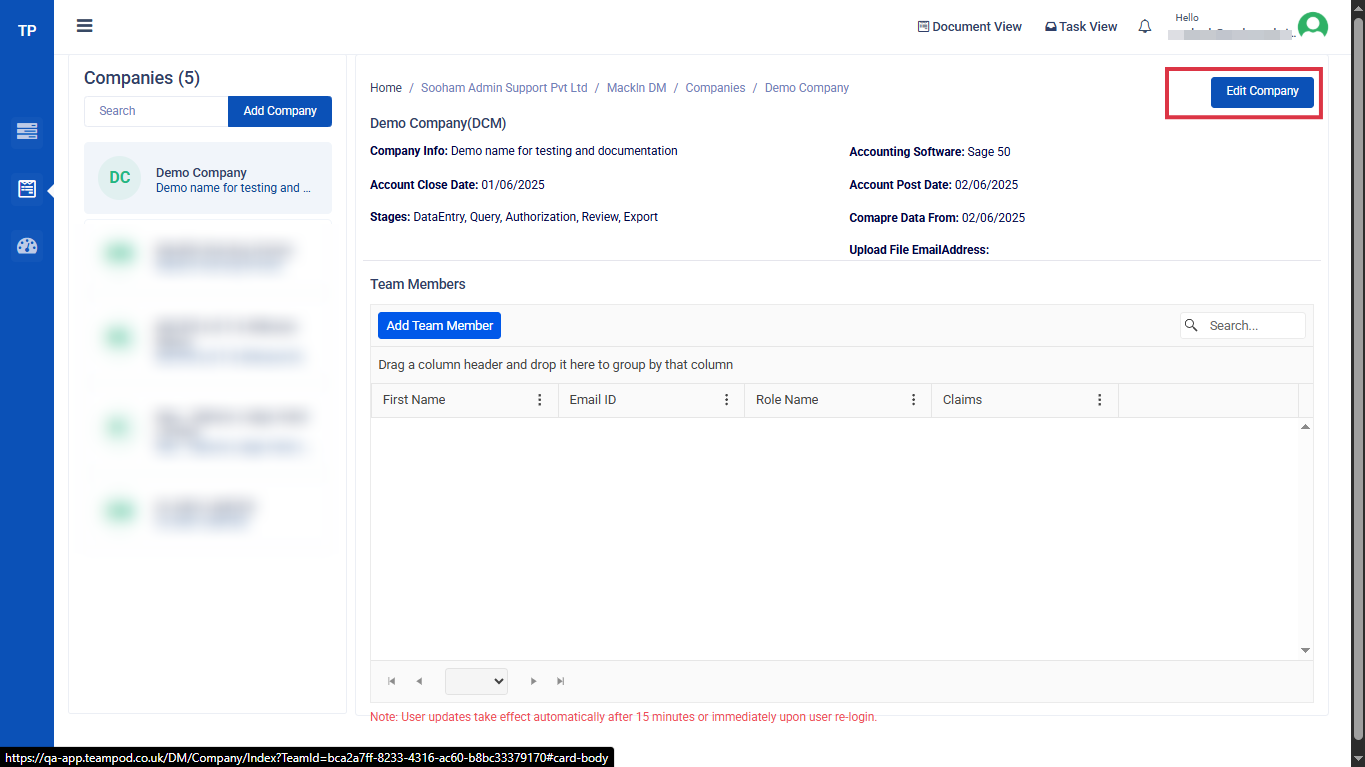 TP
Document View
Task View
Hello
Companies (5)
Search
Add Company
DC
Demo Company
Demo name for testing and ...
Home / Sooham Admin Support Pvt Ltd / MackIn DM / Companies / Demo Company
Edit Company
Demo Company(DCM)
Company Info: Demo name for testing and documentation
Accounting Software: Sage 50
Account Close Date: 01/06/2025
Account Post Date: 02/06/2025
Stages: DataEntry, Query, Authorization, Review, Export
Comapre Data From: 02/06/2025
Upload File EmailAddress:
Team Members
Add Team Member
Search...
Drag a column header and drop it here to group by that column
First Name
Email ID
Role Name
Claims
Note: User updates take effect automatically after 15 minutes or immediately upon user re-login.
https://qa-app.teampod.co.uk/DM/Company/Index?TeamId=bca2a7ff-8233-4316-ac60-b8bc33379170#card-body